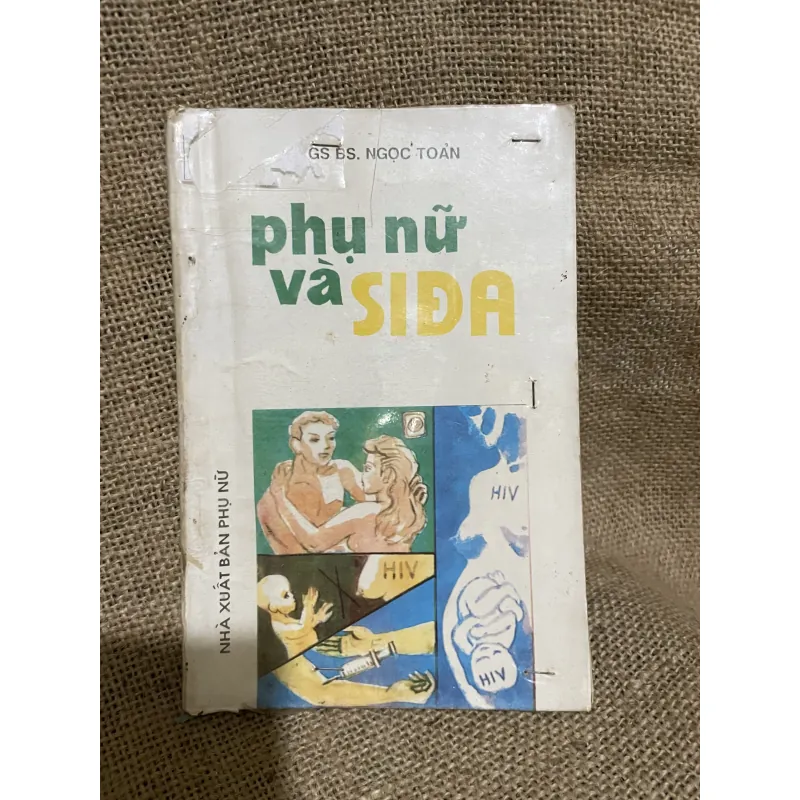 GS BS. NGỌC TOẢN
phụ nữ
và SIĐA
HIV
HIV
HIV
NHÀ XUẤT BẢN PHỤ NỮ